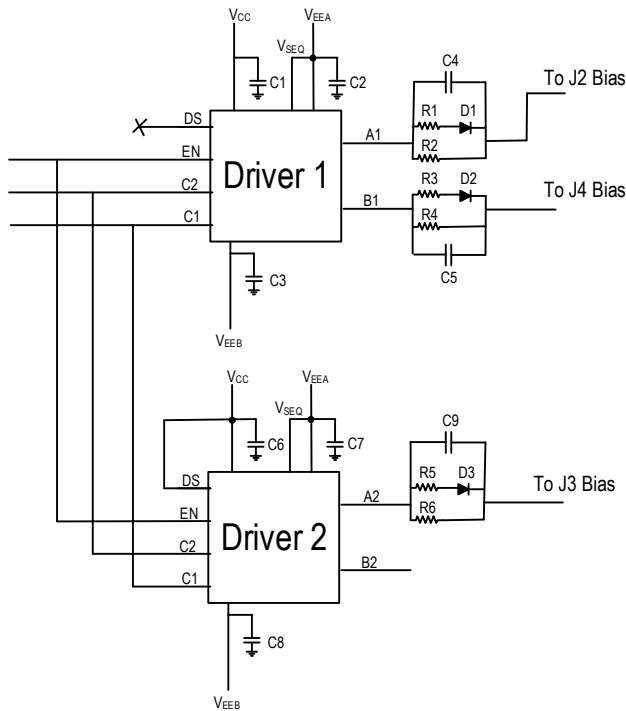 VCC
VEEA
VSEQ
C1
C2
C4
To J2 Bias
DS
R1
D1
A1
EN
R2
C2
Driver 1
R3
D2
To J4 Bias
B1
C1
R4
C3
C5
VEEB
VCC
VEEA
VSEQ
C6
C7
C9
DS
R5
D3
To J3 Bias
A2
EN
R6
Driver 2
C2
B2
C1
C8
VEEB